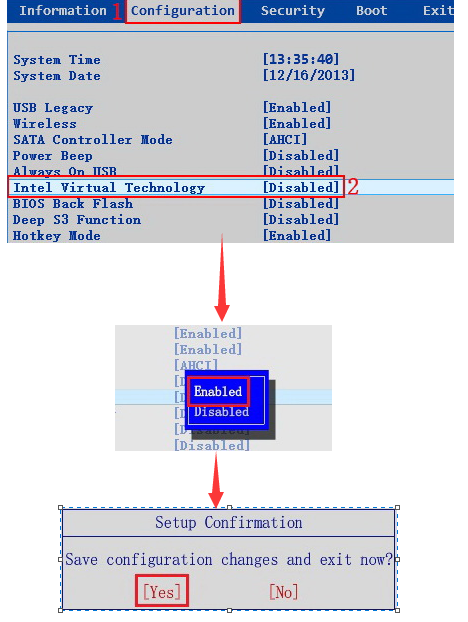 Information 1 Configuration Security Boot Exit
System Time [13:35:40]
System Date [12/16/2013]
USB Legacy [Enabled]
Wireless [Enabled]
SATA Controller Mode [AHCI]
Power Beep [Disabled]
Always On USB [Disabled]
Intel Virtual Technology [Disabled] 2
BIOS Back Flash [Disabled]
Deep S3 Function [Disabled]
Hotkey Mode [Enabled]
[Enabled]
[Enabled]
[AHCI]
[D
Enabled
[D
[D
Disabled
[Disabled]
[Disabled]
Setup Confirmation
Save configuration changes and exit now?
[Yes] [No]